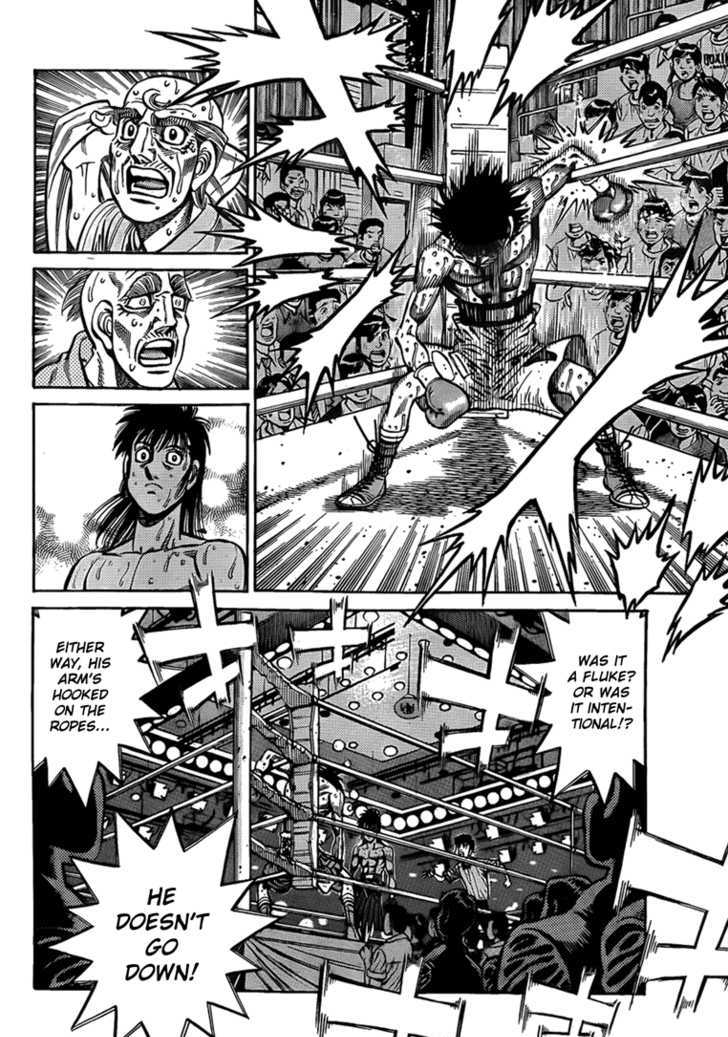 BOXIN
WAS IT
A FLUKE?
OR WAS
IT INTEN-
TIONAL!?
EITHER
WAY, HIS
ARM'S
HOOKED
ON THE
ROPES...
HE
DOESN'T
GO
DOWN!